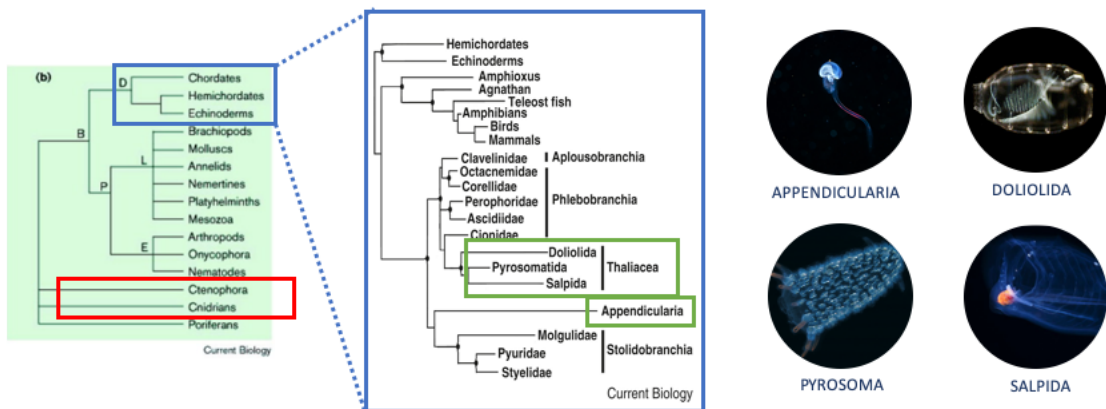 (b)
D
Chordates
Hemichordates
Echinoderms
B
Brachiopods
Molluscs
L
Annelids
P
Nemertines
Platyhelminths
Mesozoa
Arthropods
E
Onycophora
Nematodes
Ctenophora
Cnidrians
Poriferans
Current Biology
Hemichordates
Echinoderms
Amphioxus
Agnathan
Teleost fish
Amphibians
Birds
Mammals
Clavelinidae
Aplousobranchia
Octacnemidae
Corellidae
Perophoridae
Phlebobranchia
Ascidiidae
Cionidae
Doliolida
Pyrosomatida
Thaliacea
Salpida
Appendicularia
Molgulidae
Pyuridae
Stolidobranchia
Styelidae
Current Biology
APPENDICULARIA
DOLIOLIDA
PYROSOMA
SALPIDA